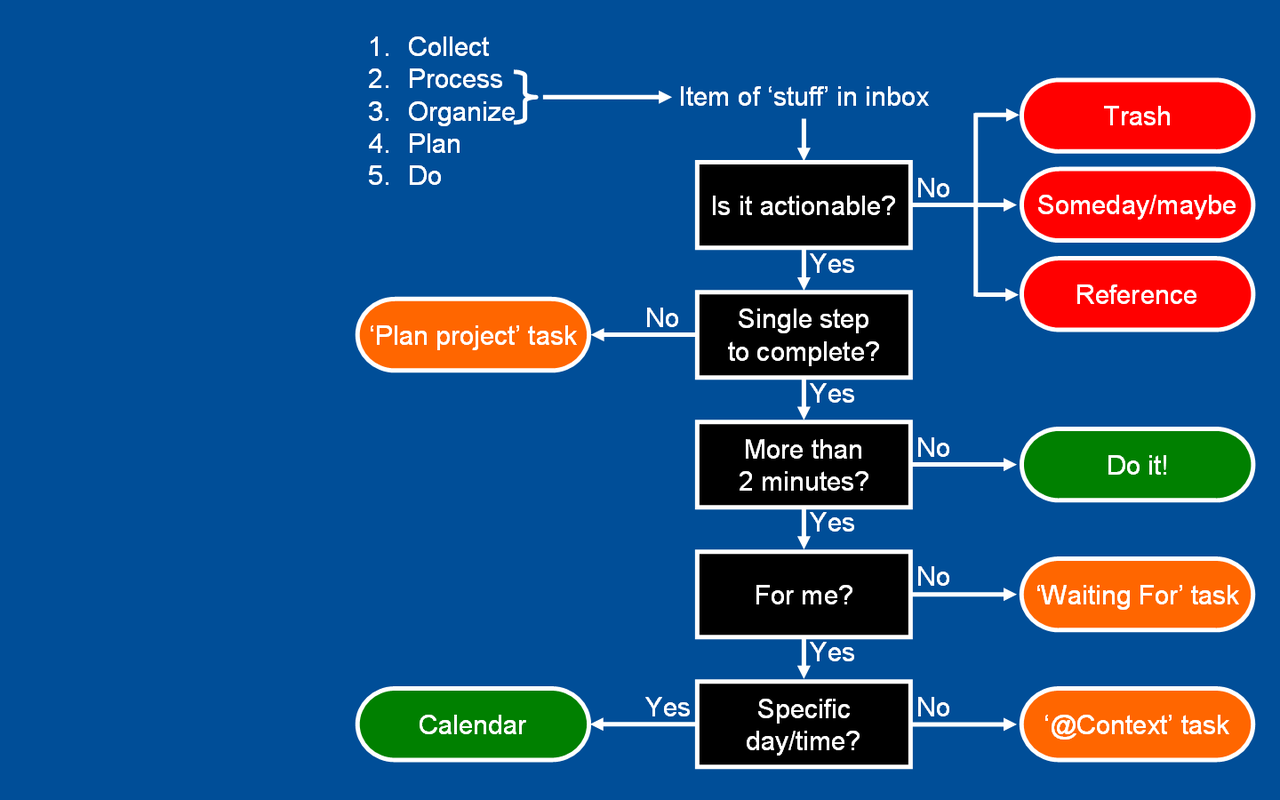 1. Collect
2. Process
3. Organize
4. Plan
5. Do
Item of ‘stuff’ in inbox
Is it actionable?
No
Trash
Someday/maybe
Reference
Yes
Single step
to complete?
No
‘Plan project’ task
Yes
More than
2 minutes?
No
Do it!
Yes
For me?
No
‘Waiting For’ task
Yes
Specific
day/time?
Yes
Calendar
No
‘@Context’ task